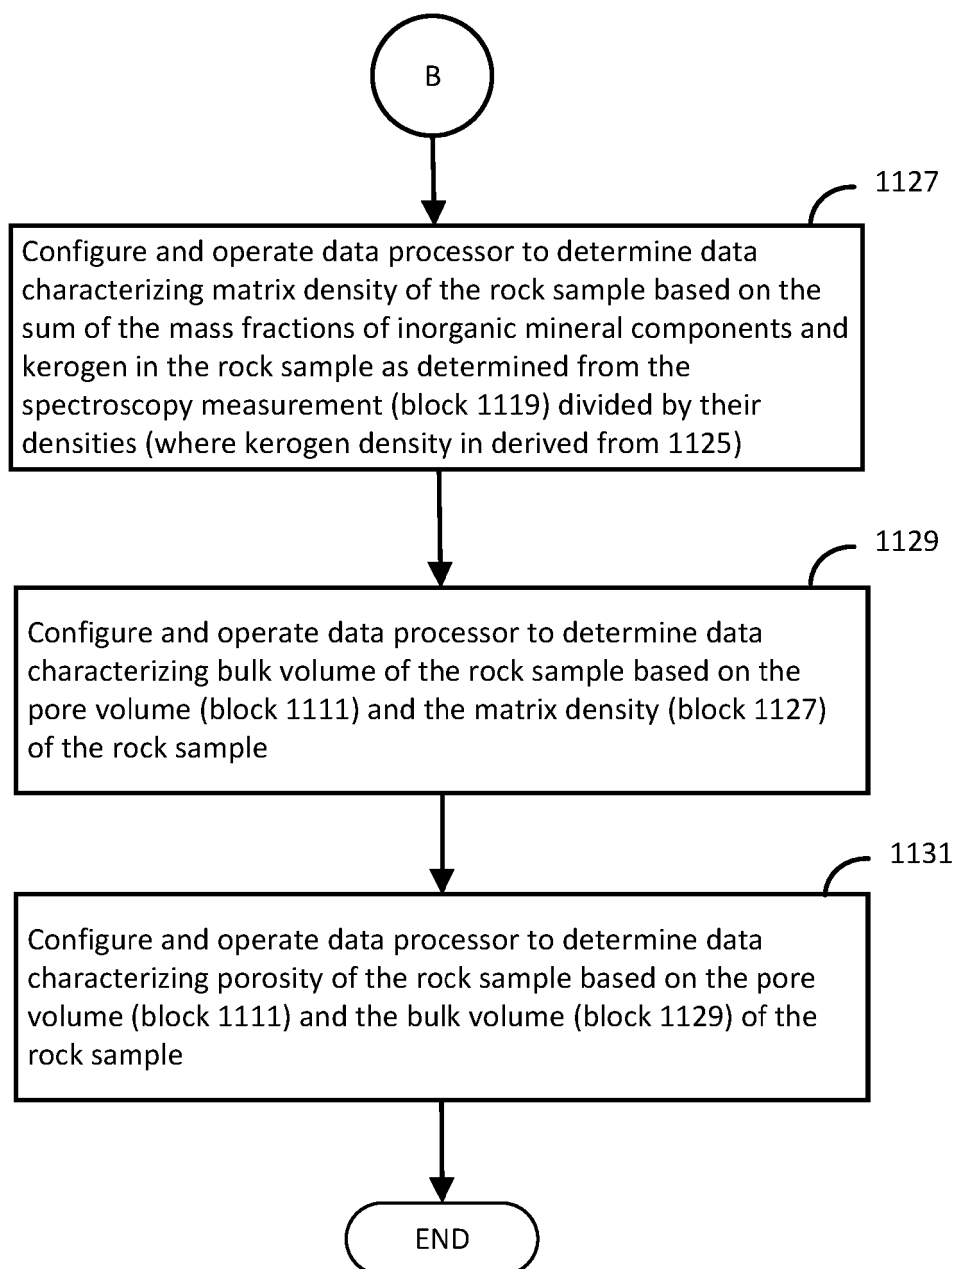 B
1127
Configure and operate data processor to determine data
characterizing matrix density of the rock sample based on the
sum of the mass fractions of inorganic mineral components and
kerogen in the rock sample as determined from the
spectroscopy measurement (block 1119) divided by their
densities (where kerogen density in derived from 1125)
1129
Configure and operate data processor to determine data
characterizing bulk volume of the rock sample based on the
pore volume (block 1111) and the matrix density (block 1127)
of the rock sample
1131
Configure and operate data processor to determine data
characterizing porosity of the rock sample based on the pore
volume (block 1111) and the bulk volume (block 1129) of the
rock sample
END